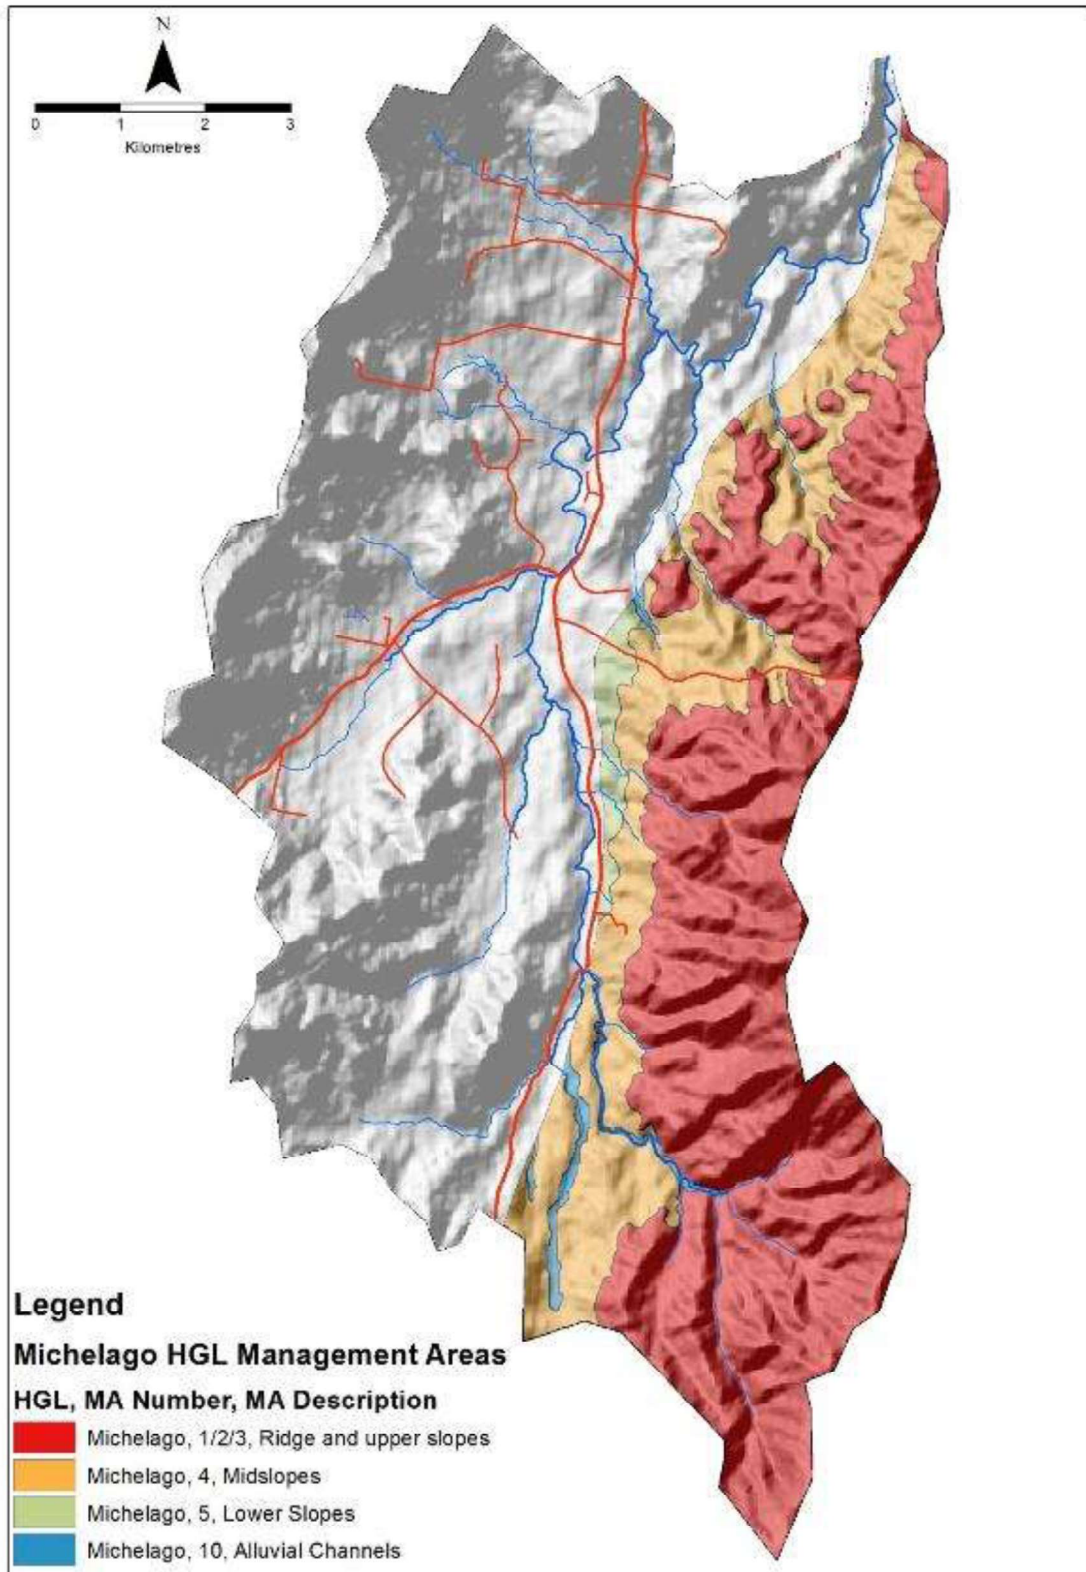 N
0 1 2 3
Kilometres
Legend
Michelago HGL Management Areas
HGL, MA Number, MA Description
Michelago, 1/2/3, Ridge and upper slopes
Michelago, 4, Midslopes
Michelago, 5, Lower Slopes
Michelago, 10, Alluvial Channels